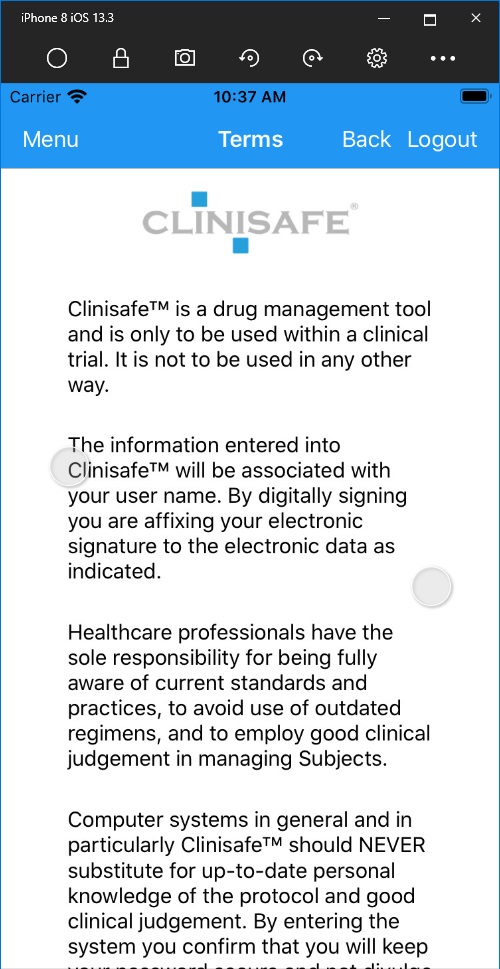 iPhone 8 iOS 13.3
Carrier 10:37 AM
Menu Terms Back Logout
CLINISAFE®
Clinisafe™ is a drug management tool
and is only to be used within a clinical
trial. It is not to be used in any other
way.
The information entered into
Clinisafe™ will be associated with
your user name. By digitally signing
you are affixing your electronic
signature to the electronic data as
indicated.
Healthcare professionals have the
sole responsibility for being fully
aware of current standards and
practices, to avoid use of outdated
regimens, and to employ good clinical
judgement in managing Subjects.
Computer systems in general and in
particularly Clinisafe™ should NEVER
substitute for up-to-date personal
knowledge of the protocol and good
clinical judgement. By entering the
system you confirm that you will keep
your password secure and not divulge